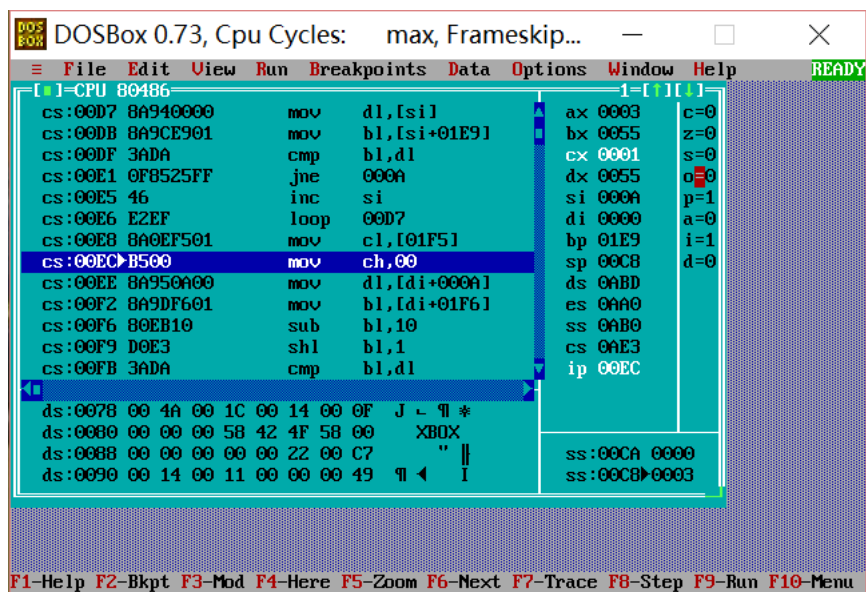 DOSBox 0.73, Cpu Cycles: max, Frameskip...
≡ File Edit View Run Breakpoints Data Options Window Help READY
[■]=CPU 80486 1=[↑][↓]
cs:00D7 8A940000 mov dl,[si] ax 0003 c=0
cs:00DB 8A9CE901 mov bl,[si+01E9] bx 0055 z=0
cs:00DF 3ADA cmp bl,dl cx 0001 s=0
cs:00E1 0F8525FF jne 000A dx 0055 o=0
cs:00E5 46 inc si si 000A p=1
cs:00E6 E2EF loop 00D7 di 0000 a=0
cs:00E8 8A0EF501 mov cl,[01F5] bp 01E9 i=1
cs:00EC►B500 mov ch,00 sp 00C8 d=0
cs:00EE 8A950A00 mov dl,[di+000A] ds 0ABD
cs:00F2 8A9DF601 mov bl,[di+01F6] es 0AA0
cs:00F6 80EB10 sub bl,10 ss 0AB0
cs:00F9 D0E3 shl bl,1 cs 0AE3
cs:00FB 3ADA cmp bl,dl ip 00EC
ds:0078 00 4A 00 1C 00 14 00 0F J ∟ ¶ ☼
ds:0080 00 00 00 58 42 4F 58 00 XBOX
ds:0088 00 00 00 00 00 22 00 C7 " ╟ ss:00CA 0000
ds:0090 00 14 00 11 00 00 00 49 ¶ ◄ I ss:00C8►0003
F1-Help F2-Bkpt F3-Mod F4-Here F5-Zoom F6-Next F7-Trace F8-Step F9-Run F10-Menu